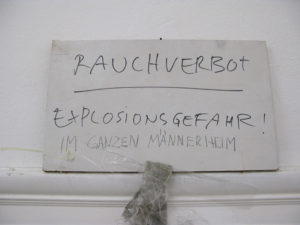 RAUCHVERBOT
EXPLOSIONSGEFAHR!
IM GANZEN MÄNNERHEIM